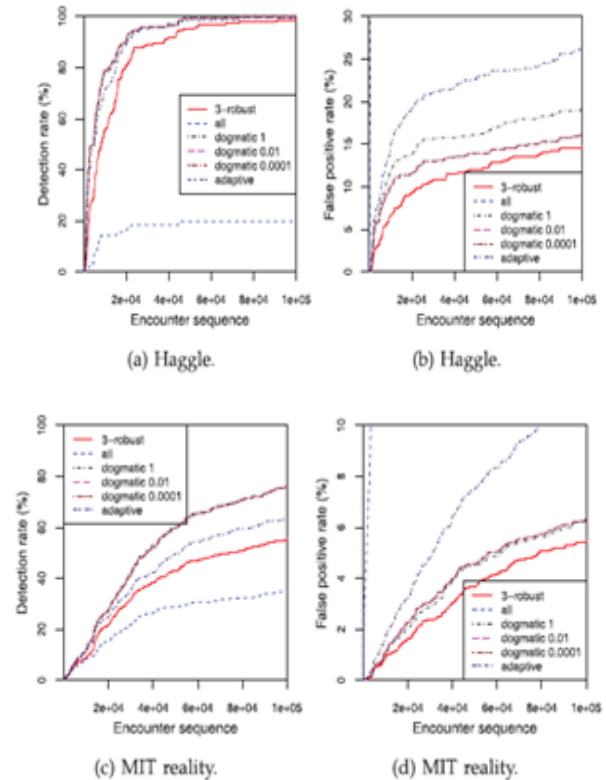 Detection rate (%)
0
20
40
60
80
100
3-robust
all
dogmatic 1
dogmatic 0.01
dogmatic 0.0001
adaptive
2e+04 4e+04 6e+04 8e+04 1e+05
Encounter sequence
(a) Haggle.
False positive rate (%)
0
5
10
15
20
25
30
3-robust
all
dogmatic 1
dogmatic 0.01
dogmatic 0.0001
adaptive
2e+04 4e+04 6e+04 8e+04 1e+05
Encounter sequence
(b) Haggle.
Detection rate (%)
0
20
40
60
80
100
3-robust
all
dogmatic 1
dogmatic 0.01
dogmatic 0.0001
adaptive
2e+04 4e+04 6e+04 8e+04 1e+05
Encounter sequence
(c) MIT reality.
False positive rate (%)
0
2
4
6
8
10
3-robust
all
dogmatic 1
dogmatic 0.01
dogmatic 0.0001
adaptive
2e+04 4e+04 6e+04 8e+04 1e+05
Encounter sequence
(d) MIT reality.